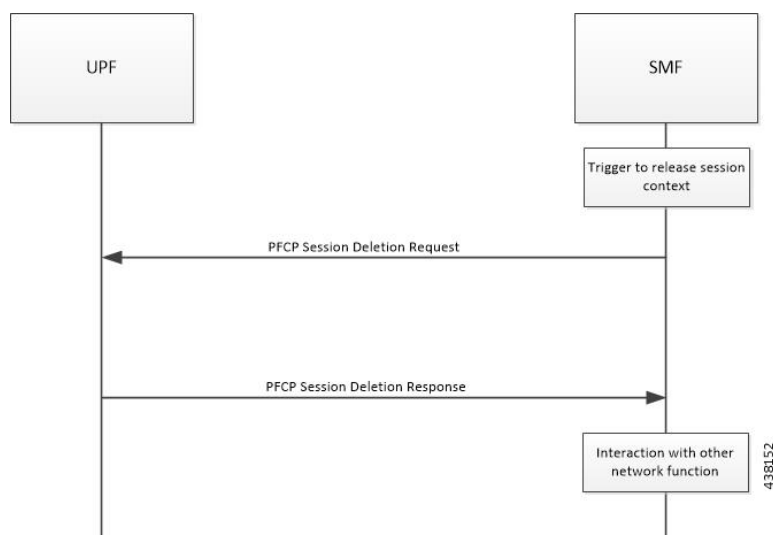 UPF
SMF
Trigger to release session
context
PFCP Session Deletion Request
PFCP Session Deletion Response
Interaction with other
network function
438152